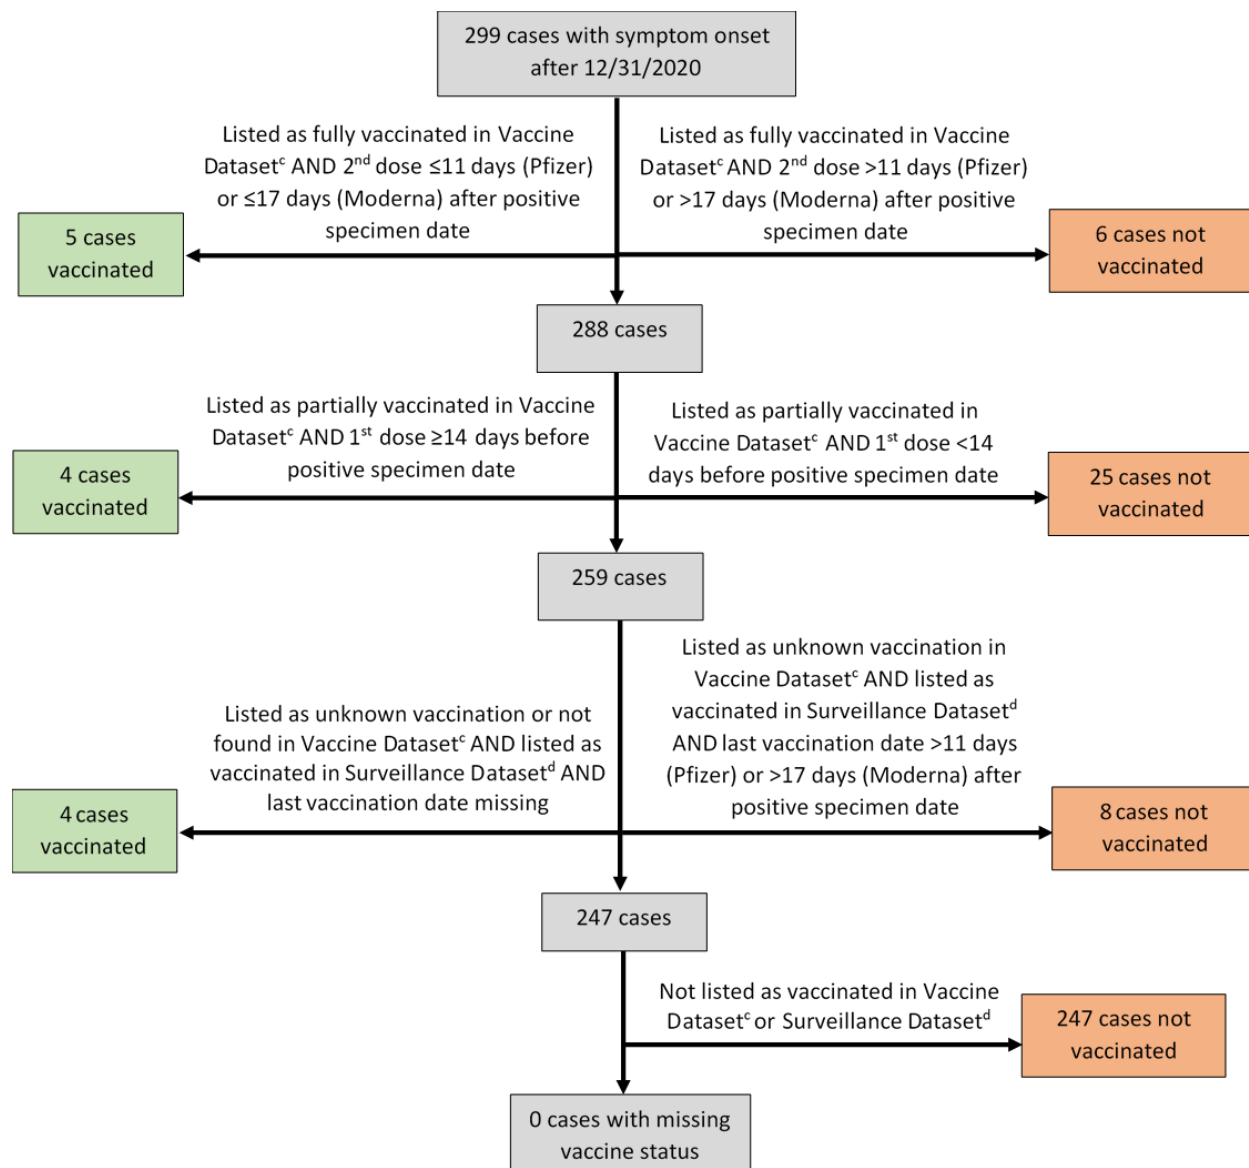 299 cases with symptom onset
after 12/31/2020
Listed as fully vaccinated in Vaccine
Datasetᶜ AND 2ⁿᵈ dose ≤11 days (Pfizer)
or ≤17 days (Moderna) after positive
specimen date
Listed as fully vaccinated in Vaccine
Datasetᶜ AND 2ⁿᵈ dose >11 days (Pfizer)
or >17 days (Moderna) after positive
specimen date
5 cases
vaccinated
6 cases not
vaccinated
288 cases
Listed as partially vaccinated in Vaccine
Datasetᶜ AND 1ˢᵗ dose ≥14 days before
positive specimen date
Listed as partially vaccinated in
Vaccine Datasetᶜ AND 1ˢᵗ dose <14
days before positive specimen date
4 cases
vaccinated
25 cases not
vaccinated
259 cases
Listed as unknown vaccination or not
found in Vaccine Datasetᶜ AND listed as
vaccinated in Surveillance Datasetᵈ AND
last vaccination date missing
Listed as unknown vaccination in
Vaccine Datasetᶜ AND listed as
vaccinated in Surveillance Datasetᵈ
AND last vaccination date >11 days
(Pfizer) or >17 days (Moderna) after
positive specimen date
4 cases
vaccinated
8 cases not
vaccinated
247 cases
Not listed as vaccinated in Vaccine
Datasetᶜ or Surveillance Datasetᵈ
247 cases not
vaccinated
0 cases with missing
vaccine status